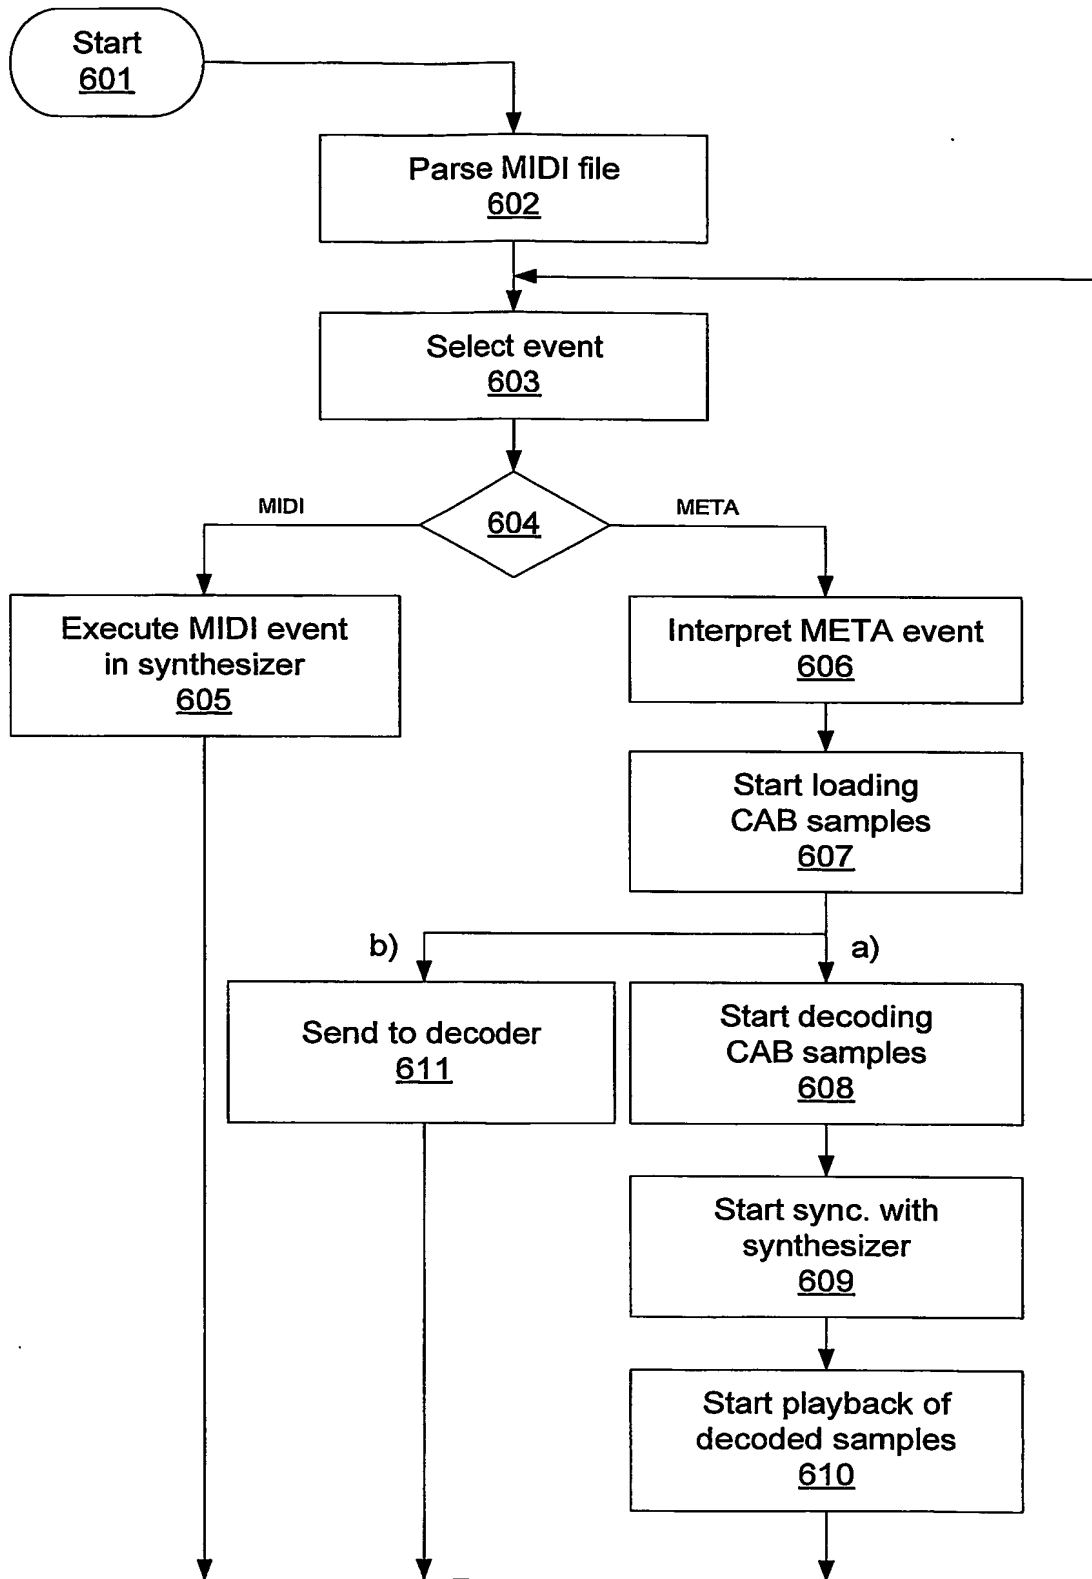 Start
601
Parse MIDI file
602
Select event
603
MIDI
604
META
Execute MIDI event
in synthesizer
605
Interpret META event
606
Start loading
CAB samples
607
b)
a)
Send to decoder
611
Start decoding
CAB samples
608
Start sync. with
synthesizer
609
Start playback of
decoded samples
610